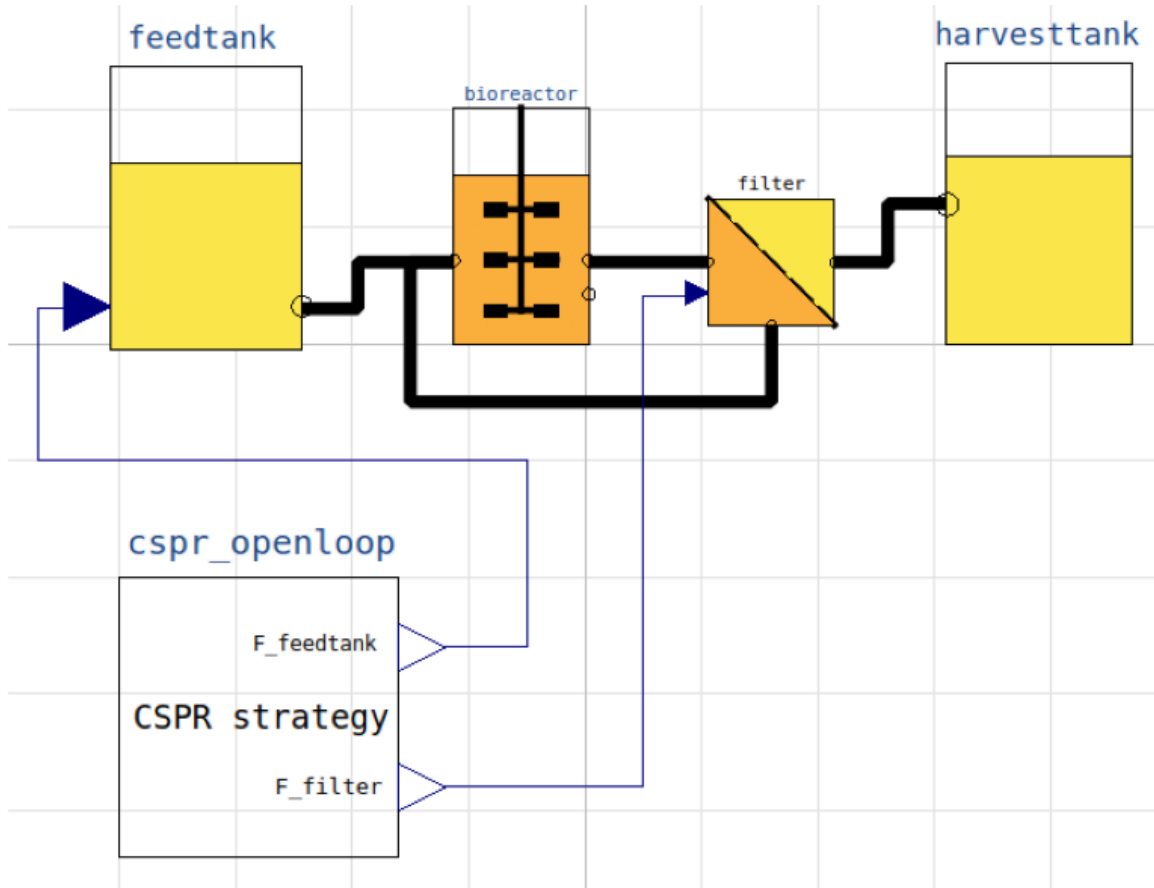 feedtank
harvesttank
bioreactor
filter
cspr_openloop
F_feedtank
CSPR strategy
F_filter